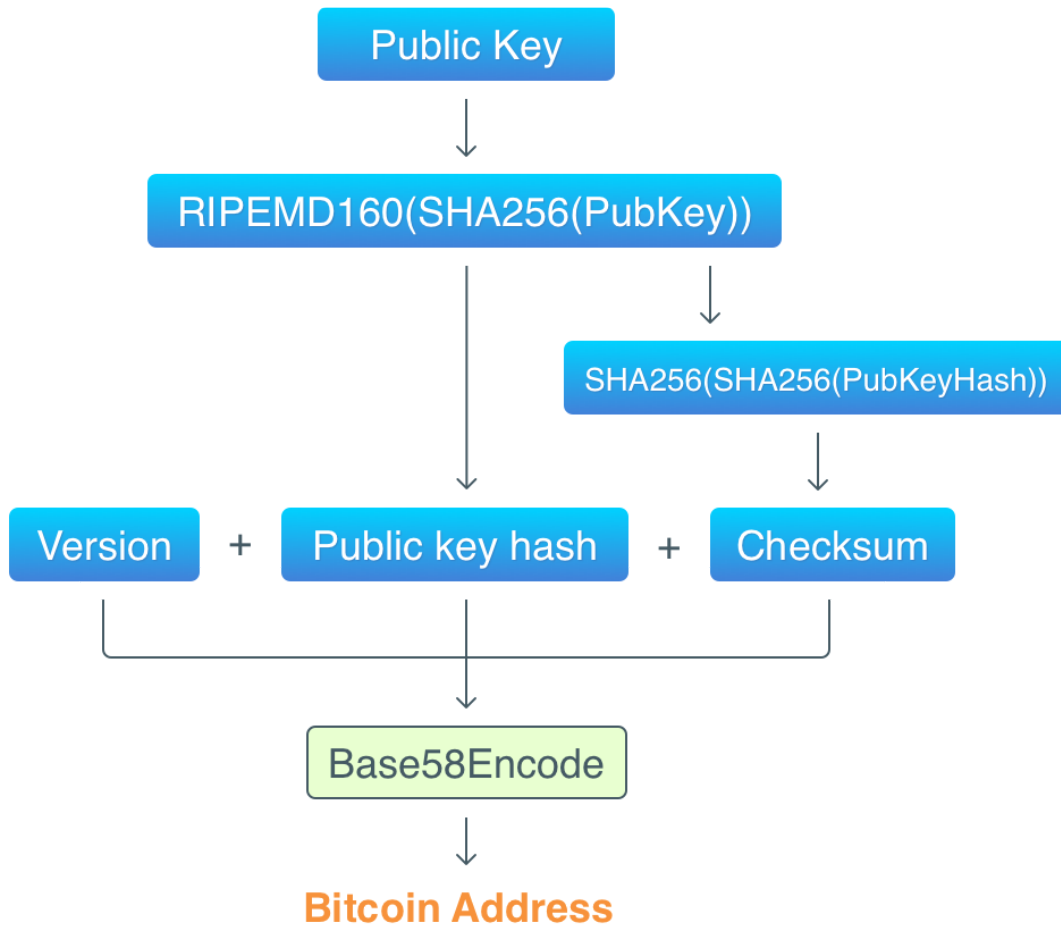 Public Key
RIPEMD160(SHA256(PubKey))
SHA256(SHA256(PubKeyHash))
Version + Public key hash + Checksum
Base58Encode
Bitcoin Address